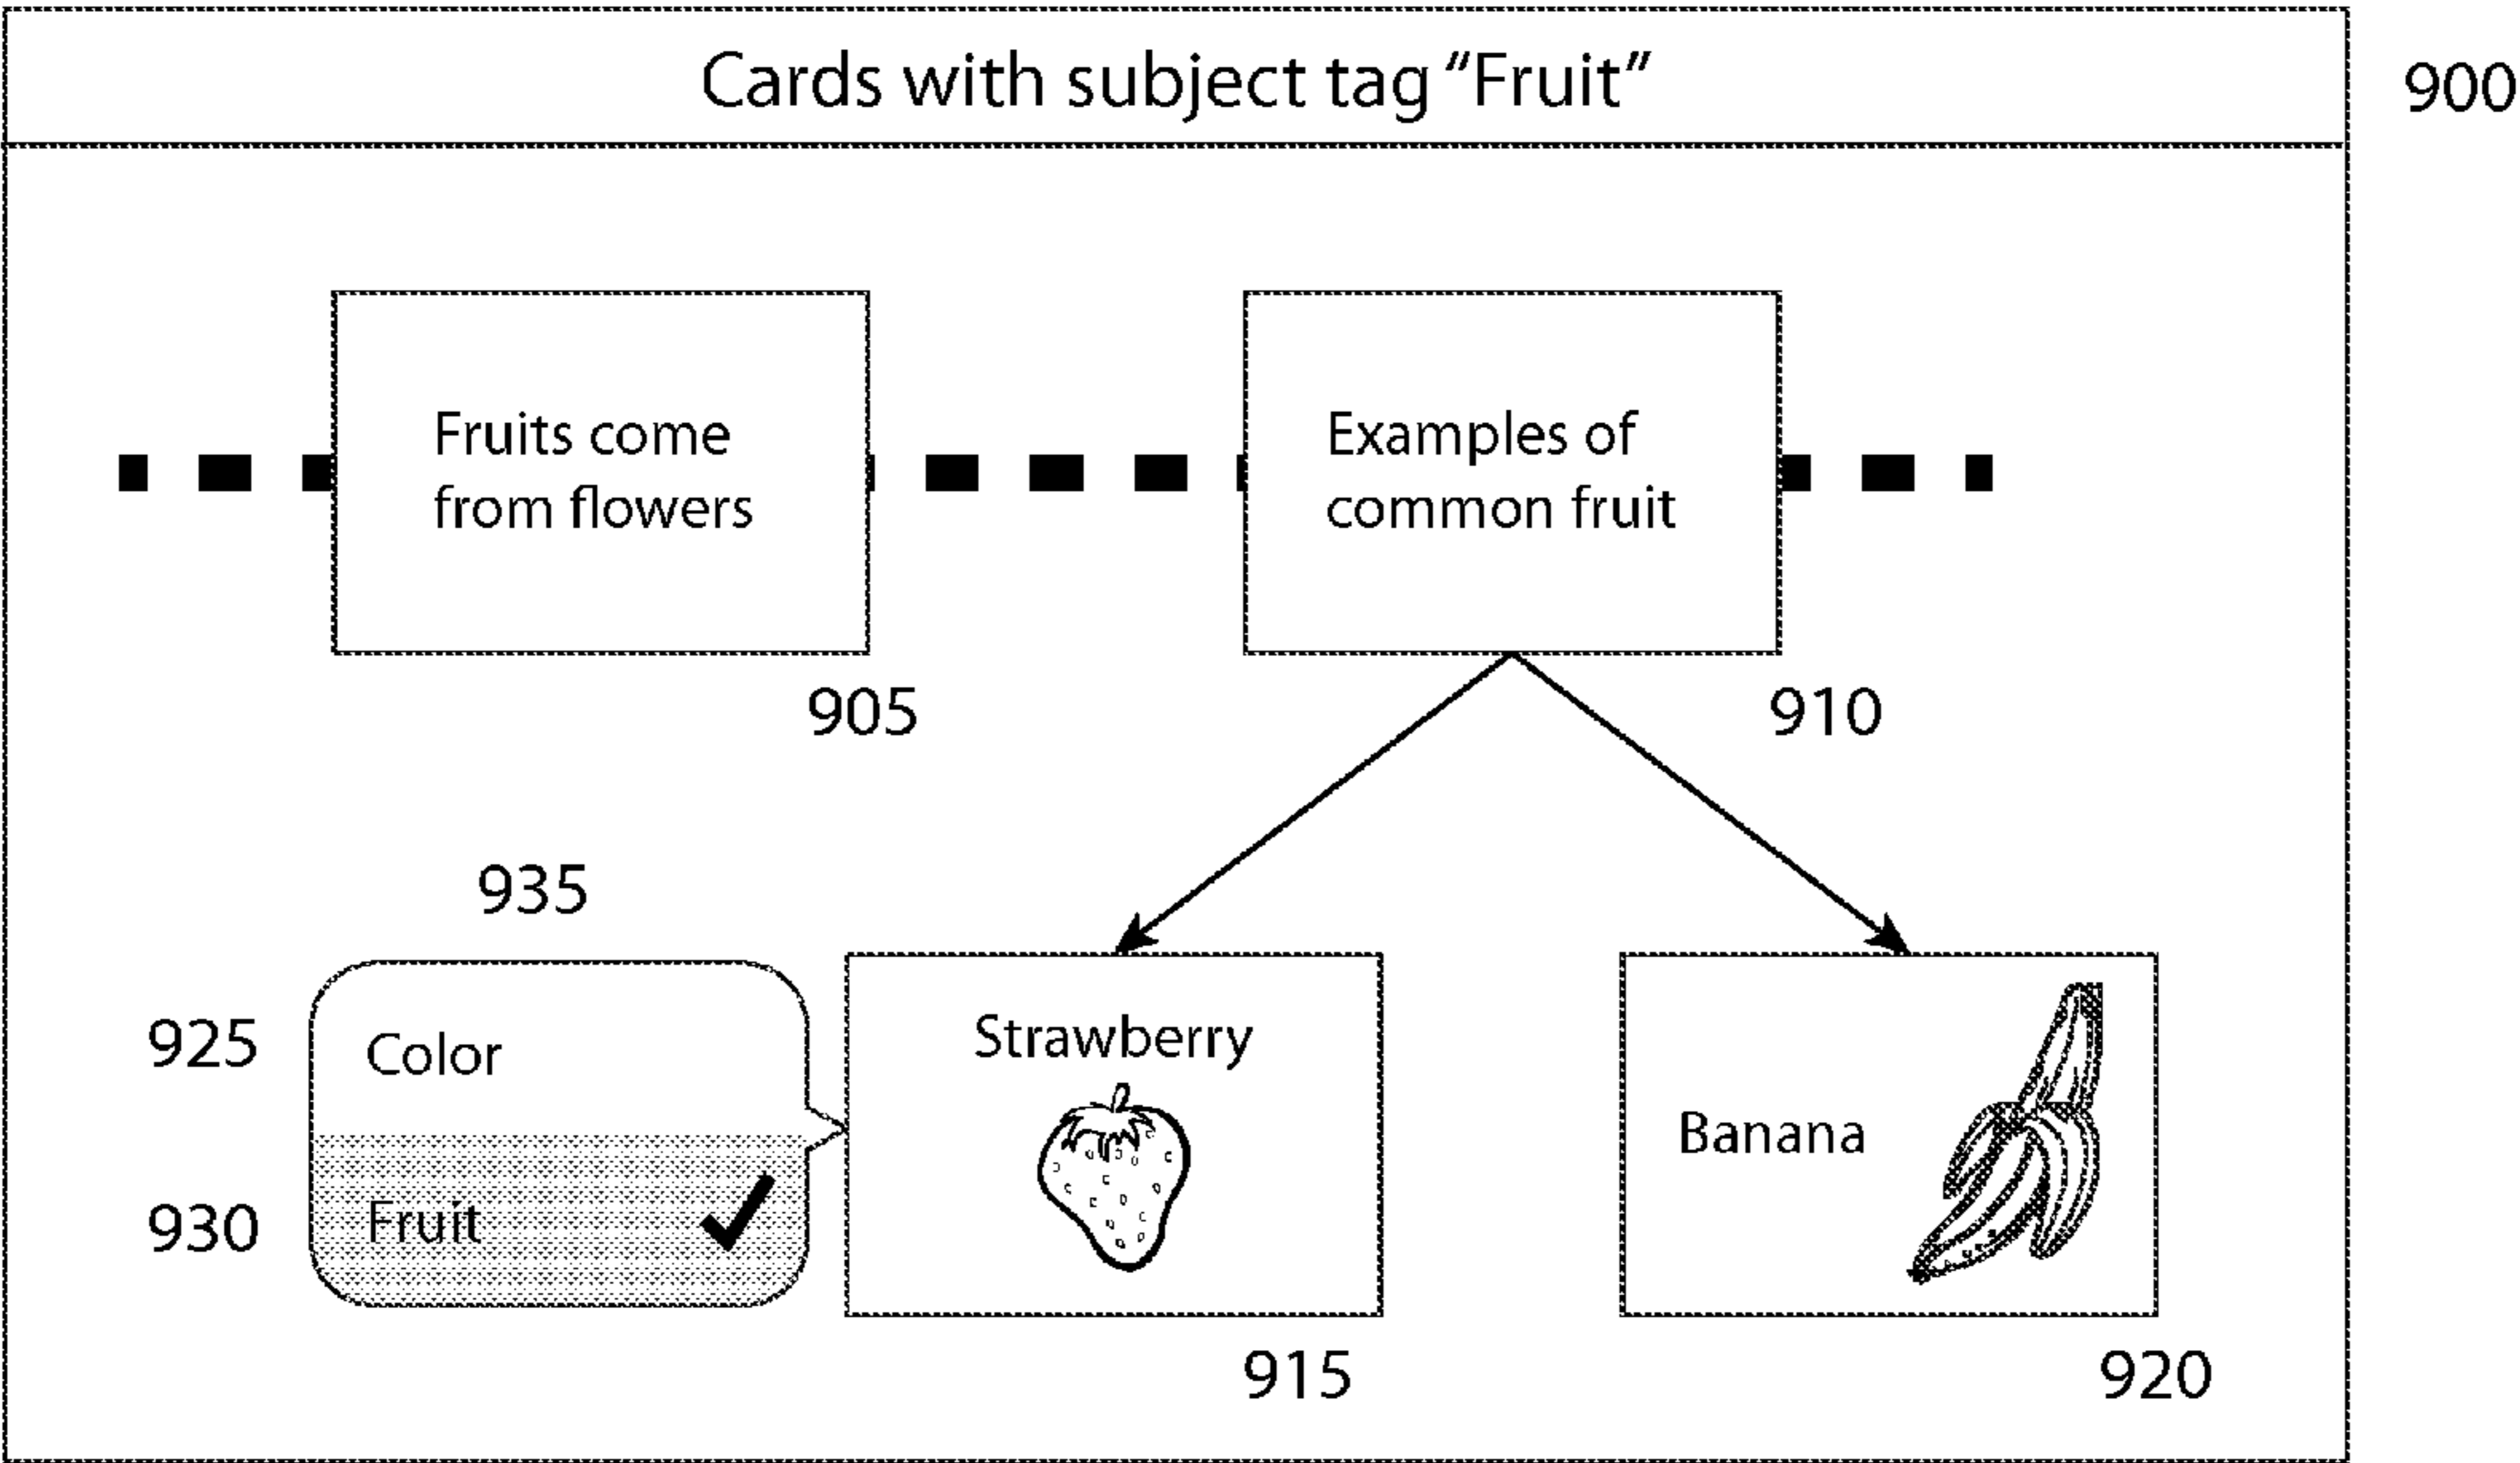 Cards with subject tag “Fruit”
900
Fruits come
from flowers
905
Examples of
common fruit
910
935
925
Color
930
Fruit
Strawberry
915
Banana
920